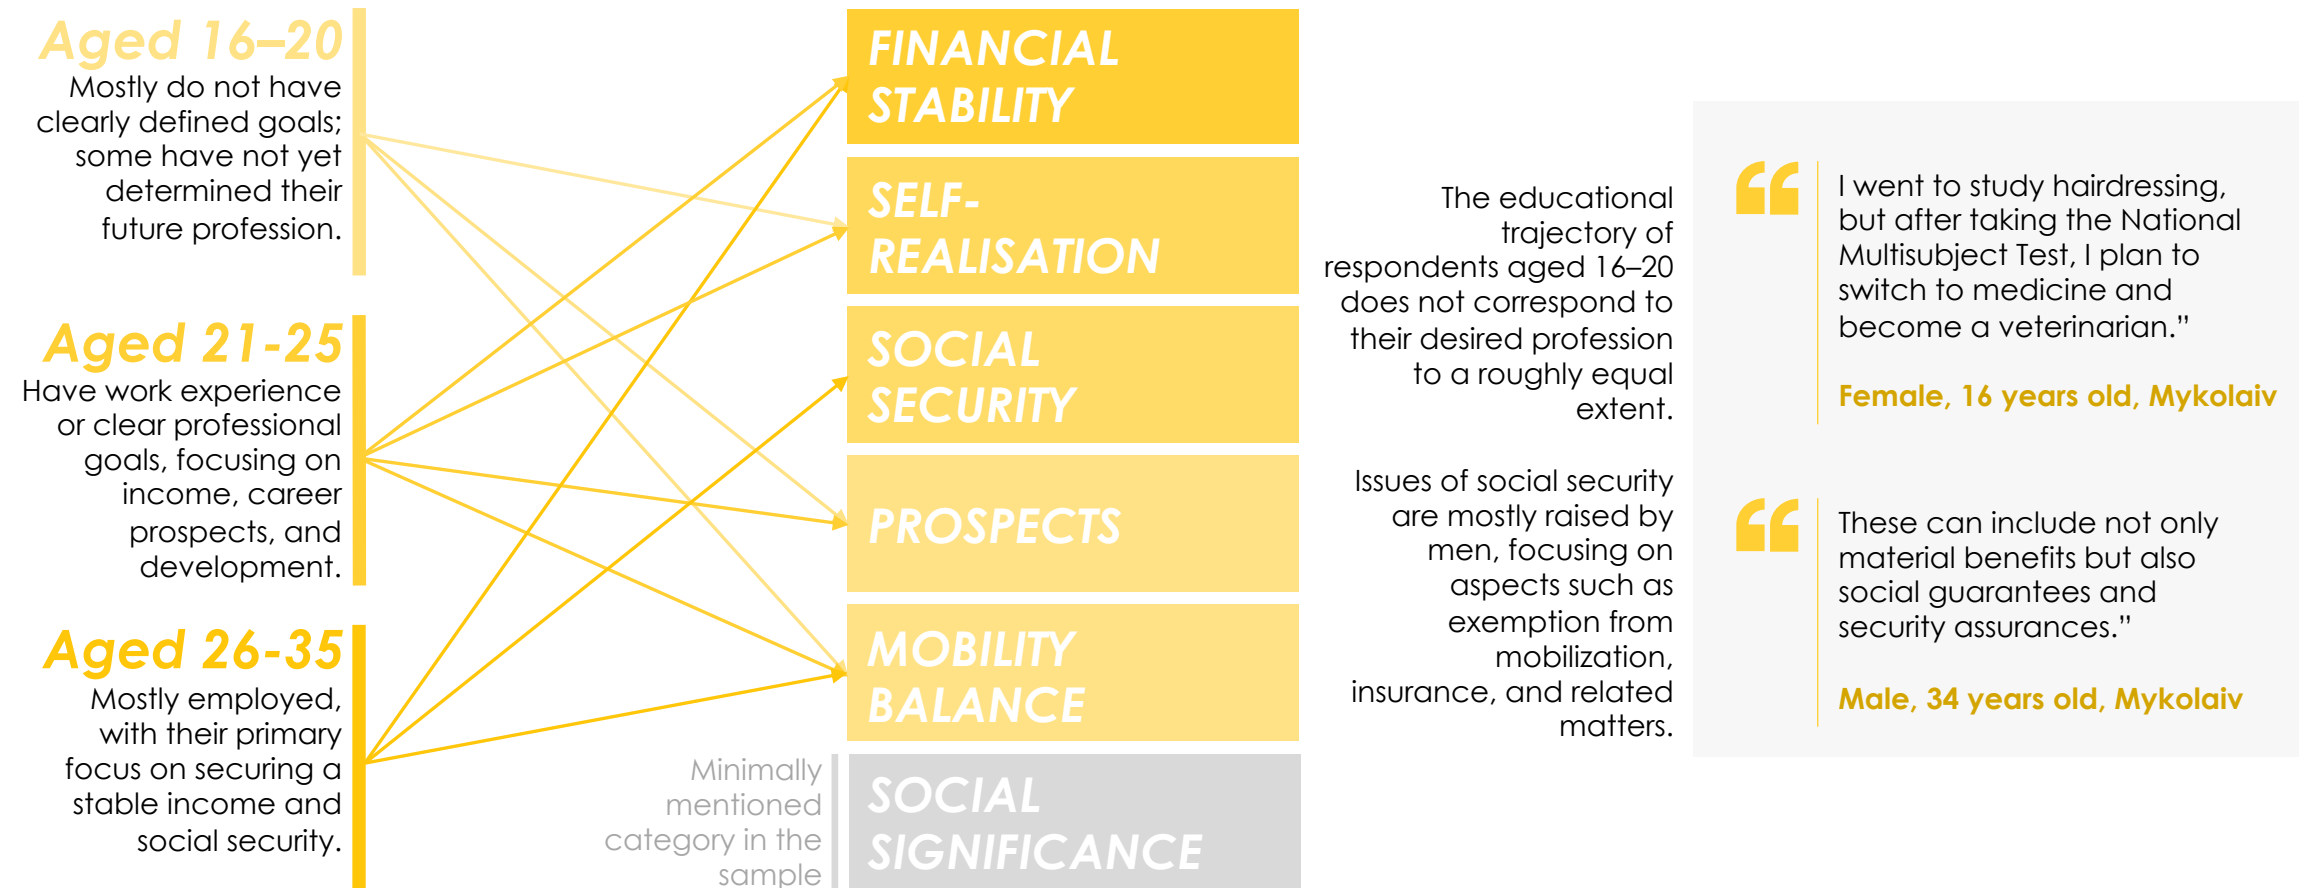 Aged 16–20
Mostly do not have
clearly defined goals;
some have not yet
determined their
future profession.
Aged 21-25
Have work experience
or clear professional
goals, focusing on
income, career
prospects, and
development.
Aged 26-35
Mostly employed,
with their primary
focus on securing a
stable income and
social security.
FINANCIAL
STABILITY
SELF-
REALISATION
SOCIAL
SECURITY
PROSPECTS
MOBILITY
BALANCE
Minimally
mentioned
category in the
sample
SOCIAL
SIGNIFICANCE
The educational
trajectory of
respondents aged 16–20
does not correspond to
their desired profession
to a roughly equal
extent.
Issues of social security
are mostly raised by
men, focusing on
aspects such as
exemption from
mobilization,
insurance, and related
matters.
“
I went to study hairdressing,
but after taking the National
Multisubject Test, I plan to
switch to medicine and
become a veterinarian.”
Female, 16 years old, Mykolaiv
“
These can include not only
material benefits but also
social guarantees and
security assurances.”
Male, 34 years old, Mykolaiv